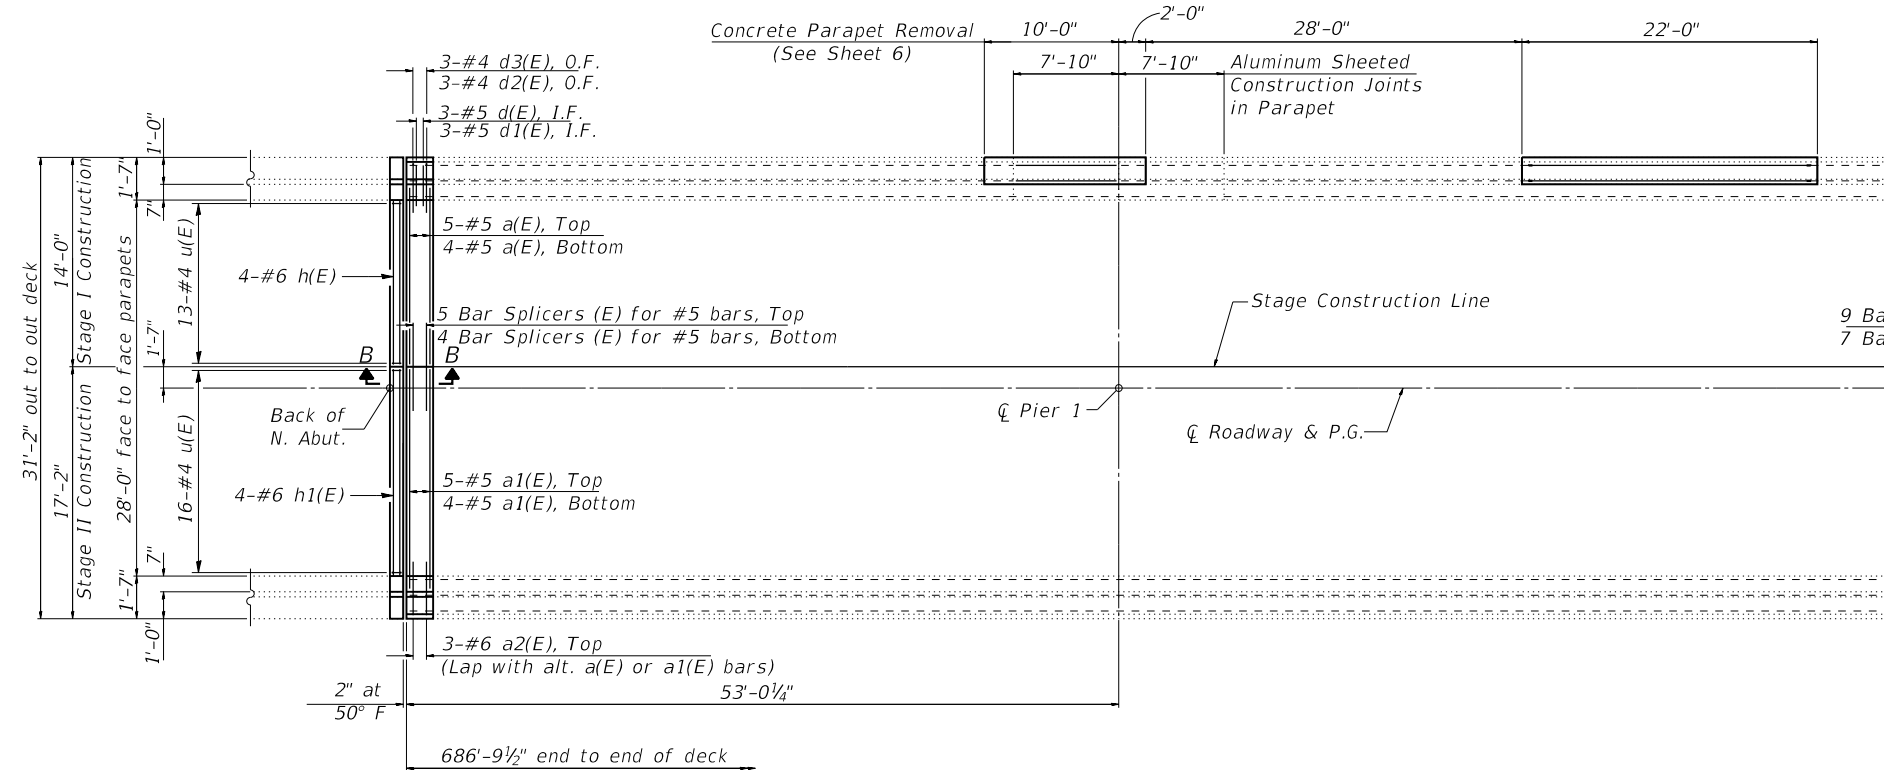 2'-0"
Concrete Parapet Removal
(See Sheet 6)
10'-0"
28'-0"
22'-0"
7'-10"
7'-10"
Aluminum Sheeted
Construction Joints
in Parapet
3-#4 d3(E), O.F.
3-#4 d2(E), O.F.
3-#5 d(E), I.F.
3-#5 d1(E), I.F.
1'-0"
1'-7"
7"
5-#5 a(E), Top
4-#5 a(E), Bottom
31'-2" out to out deck
14'-0"
Stage I Construction
28'-0" face to face parapets
13-#4 u(E)
4-#6 h(E)
1'-7"
5 Bar Splicers (E) for #5 bars, Top
4 Bar Splicers (E) for #5 bars, Bottom
Stage Construction Line
9 Ba
7 Ba
B
B
Back of
N. Abut.
℄ Pier 1
℄ Roadway & P.G.
17'-2"
Stage II Construction
16-#4 u(E)
4-#6 h1(E)
5-#5 a1(E), Top
4-#5 a1(E), Bottom
7"
1'-7"
1'-0"
3-#6 a2(E), Top
(Lap with alt. a(E) or a1(E) bars)
2" at
50° F
53'-0¼"
686'-9½" end to end of deck